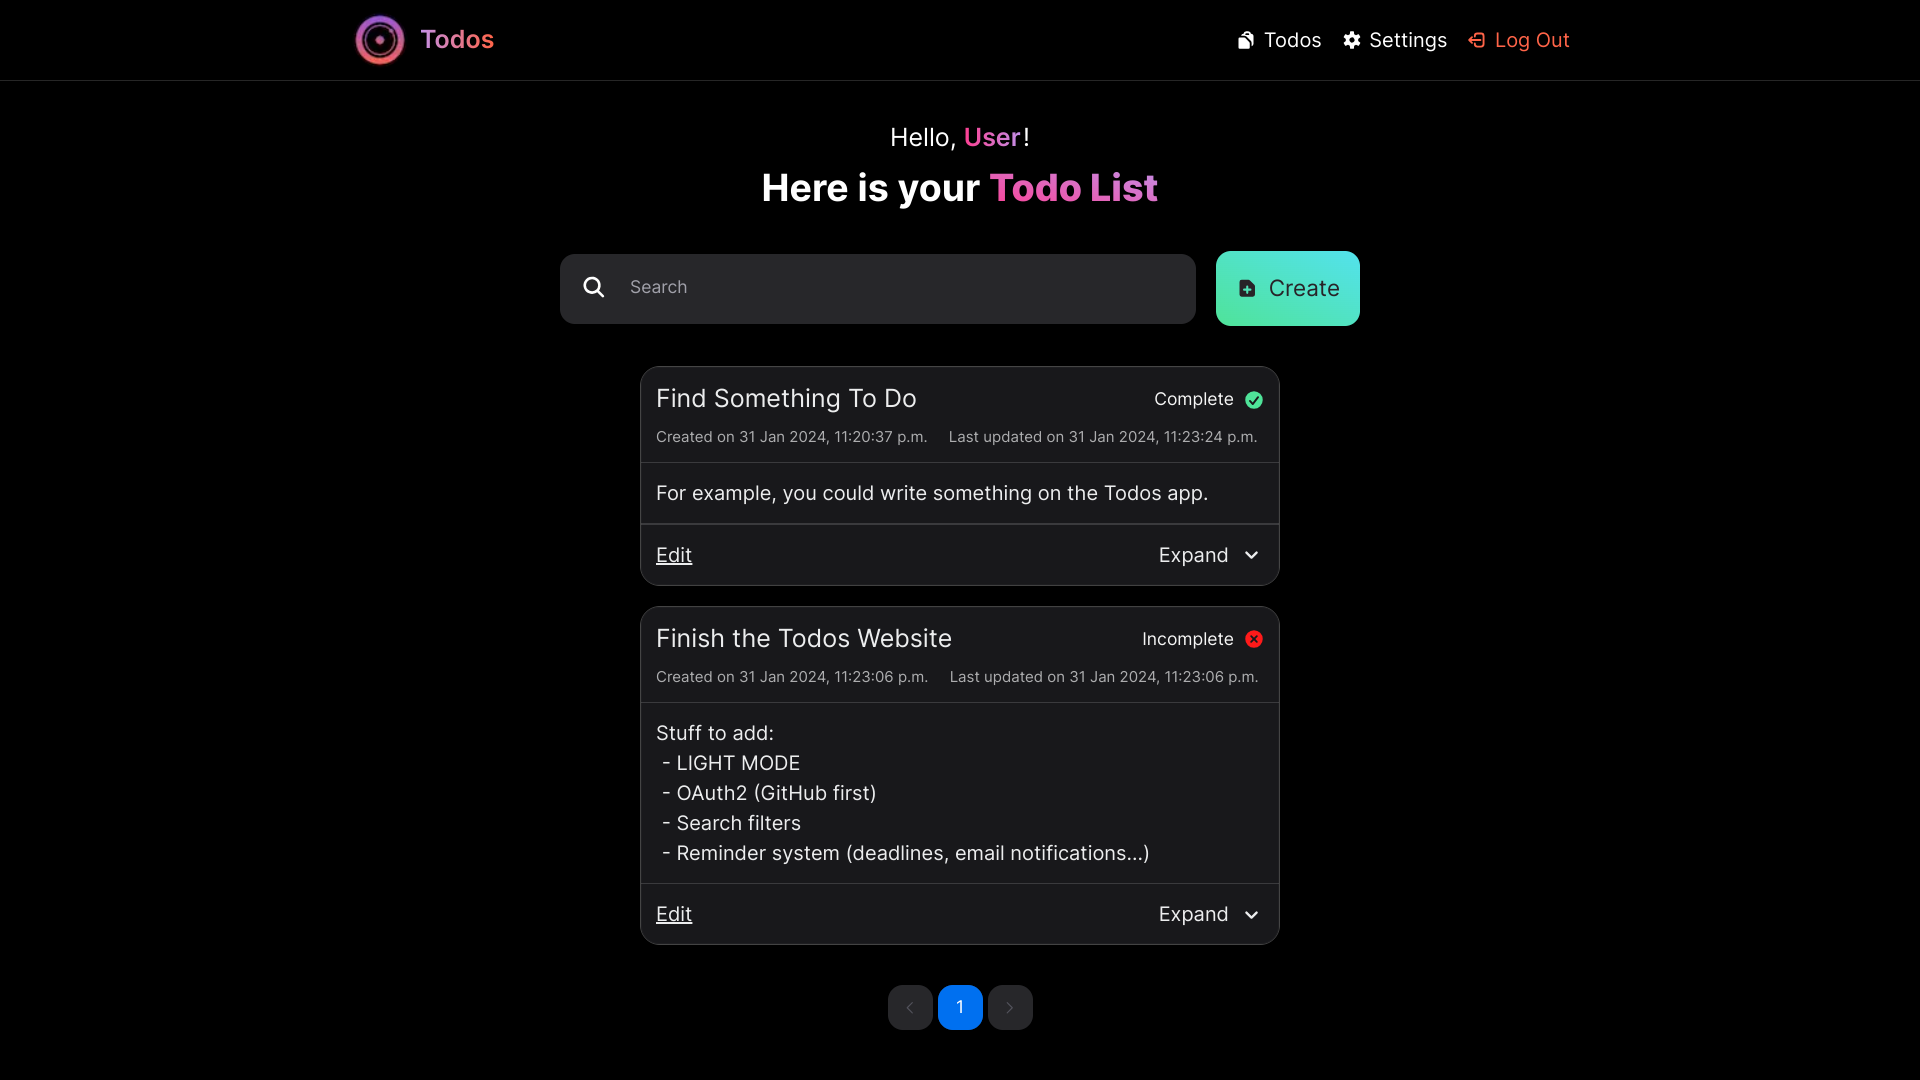 Todos
Todos Settings Log Out
Hello, User!
Here is your Todo List
Search
Create
Find Something To Do
Complete
Created on 31 Jan 2024, 11:20:37 p.m. Last updated on 31 Jan 2024, 11:23:24 p.m.
For example, you could write something on the Todos app.
Edit
Expand
Finish the Todos Website
Incomplete
Created on 31 Jan 2024, 11:23:06 p.m. Last updated on 31 Jan 2024, 11:23:06 p.m.
Stuff to add:
- LIGHT MODE
- OAuth2 (GitHub first)
- Search filters
- Reminder system (deadlines, email notifications...)
Edit
Expand
1